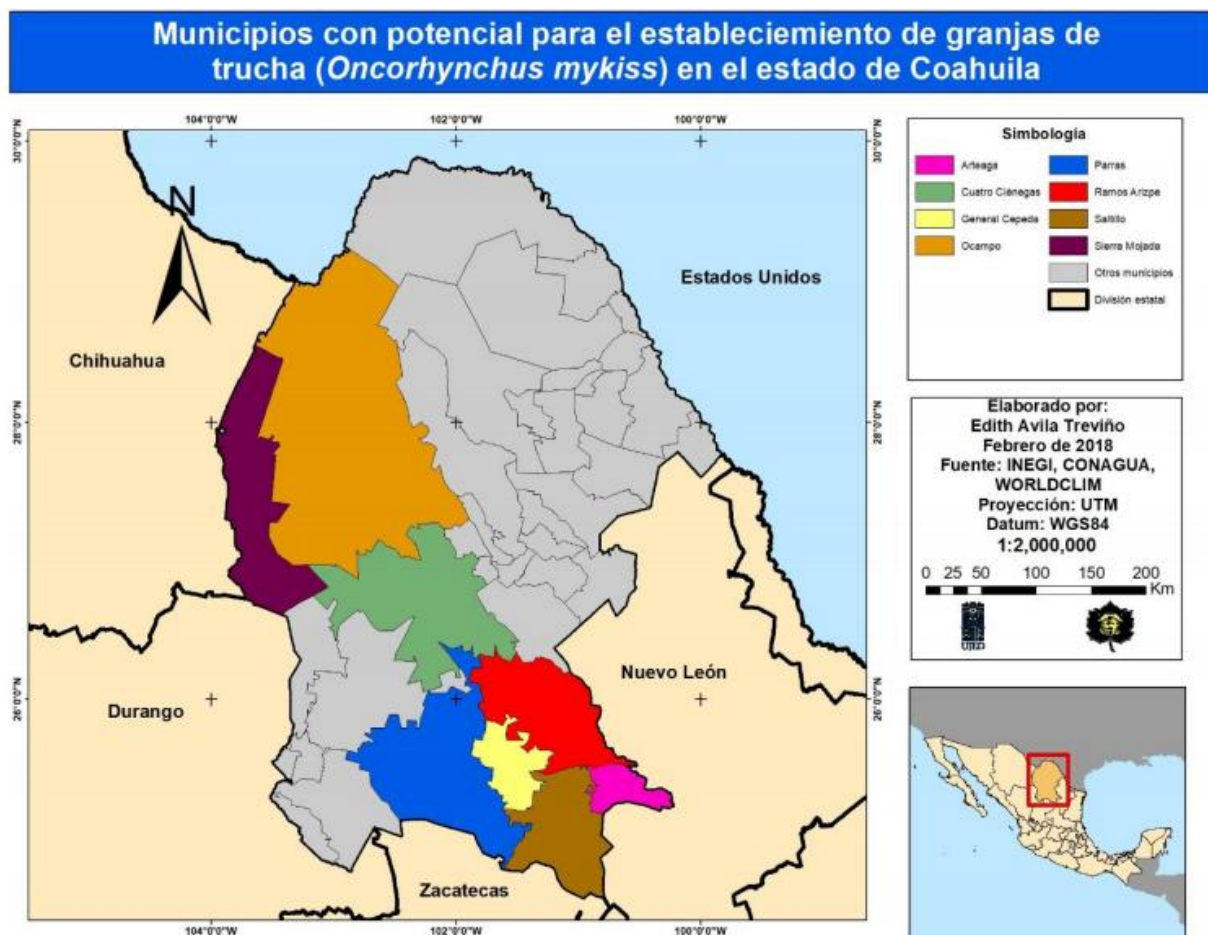 Municipios con potencial para el estableciemiento de granjas de
trucha (Oncorhynchus mykiss) en el estado de Coahuila
104°0'0"W 102°0'0"W 100°0'0"W
30°0'0"N 30°0'0"N
N
Estados Unidos
Chihuahua
28°0'0"N 28°0'0"N
Nuevo León
Durango
26°0'0"N 26°0'0"N
Zacatecas
104°0'0"W 102°0'0"W 100°0'0"W
Simbología
Arteaga
Cuatro Ciénegas
General Cepeda
Ocampo
Parras
Ramos Arizpe
Saltillo
Sierra Mojada
Otros municipios
División estatal
Elaborado por:
Edith Avila Treviño
Febrero de 2018
Fuente: INEGI, CONAGUA,
WORLDCLIM
Proyección: UTM
Datum: WGS84
1:2,000,000
0 25 50 100 150 200
Km
UJED